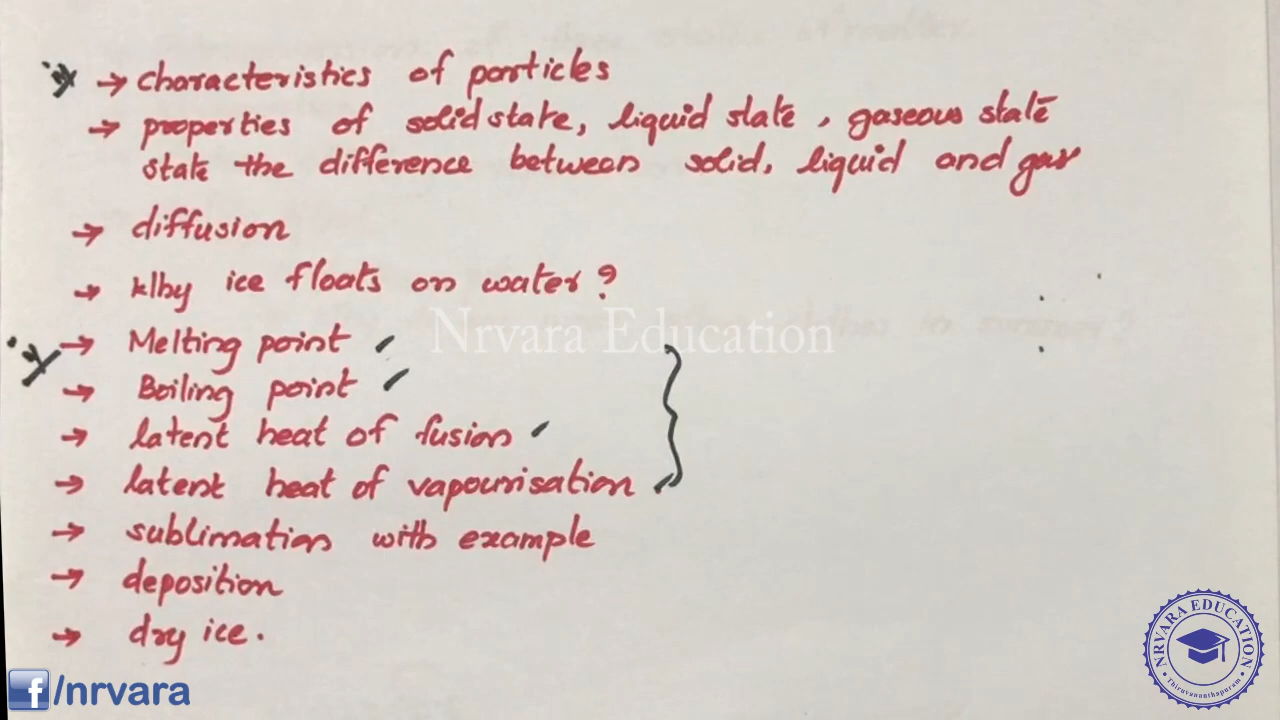 → characteristics of particles
→ properties of solid state, liquid state, gaseous state
state the difference between solid, liquid and gas
→ diffusion
→ Why ice floats on water?
Nrvara Education
→ Melting point
→ Boiling point
→ latent heat of fusion
→ latent heat of vapourisation
→ sublimation with example
→ deposition
→ dry ice.
f/nrvara
NRVARA EDUCATION
Thiruvananthapuram